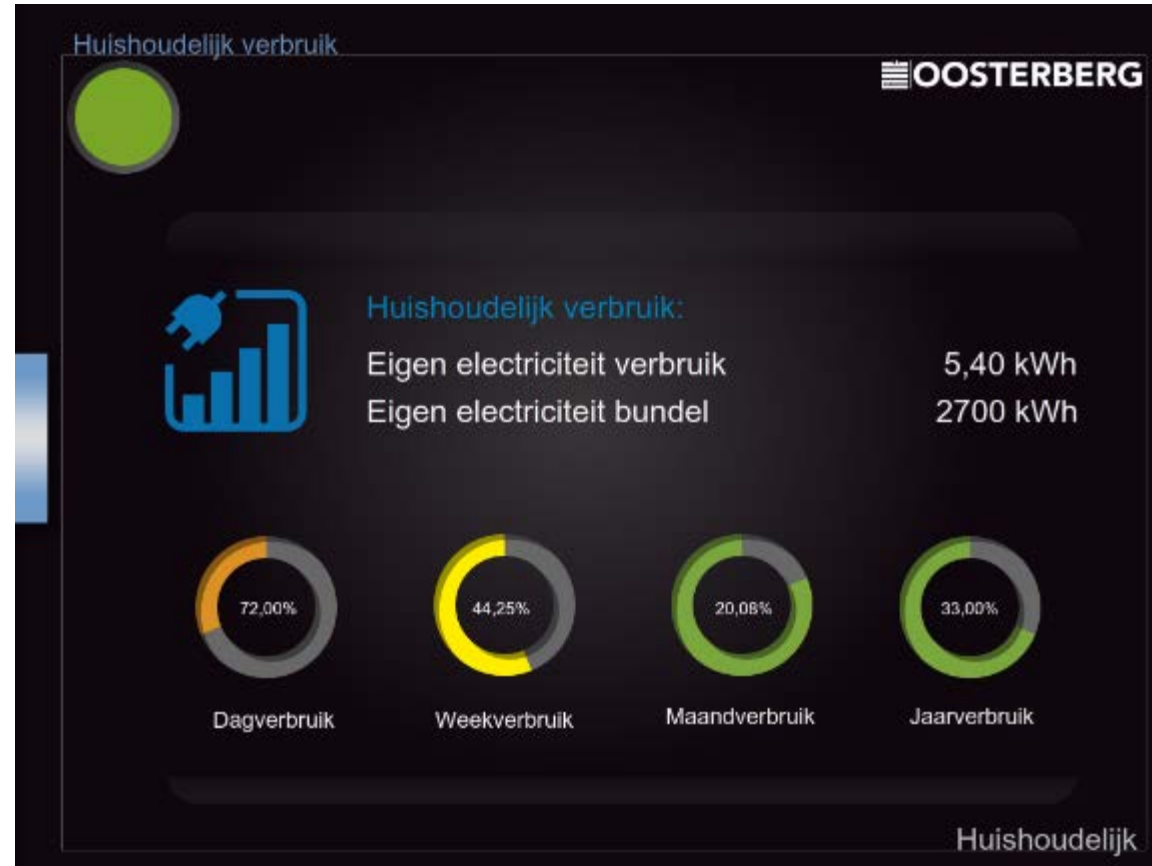 Huishoudelijk verbruik
OOSTERBERG
Huishoudelijk verbruik:
Eigen electriciteit verbruik 5,40 kWh
Eigen electriciteit bundel 2700 kWh
72,00% 44,25% 20,08% 33,00%
Dagverbruik Weekverbruik Maandverbruik Jaarverbruik
Huishoudelijk